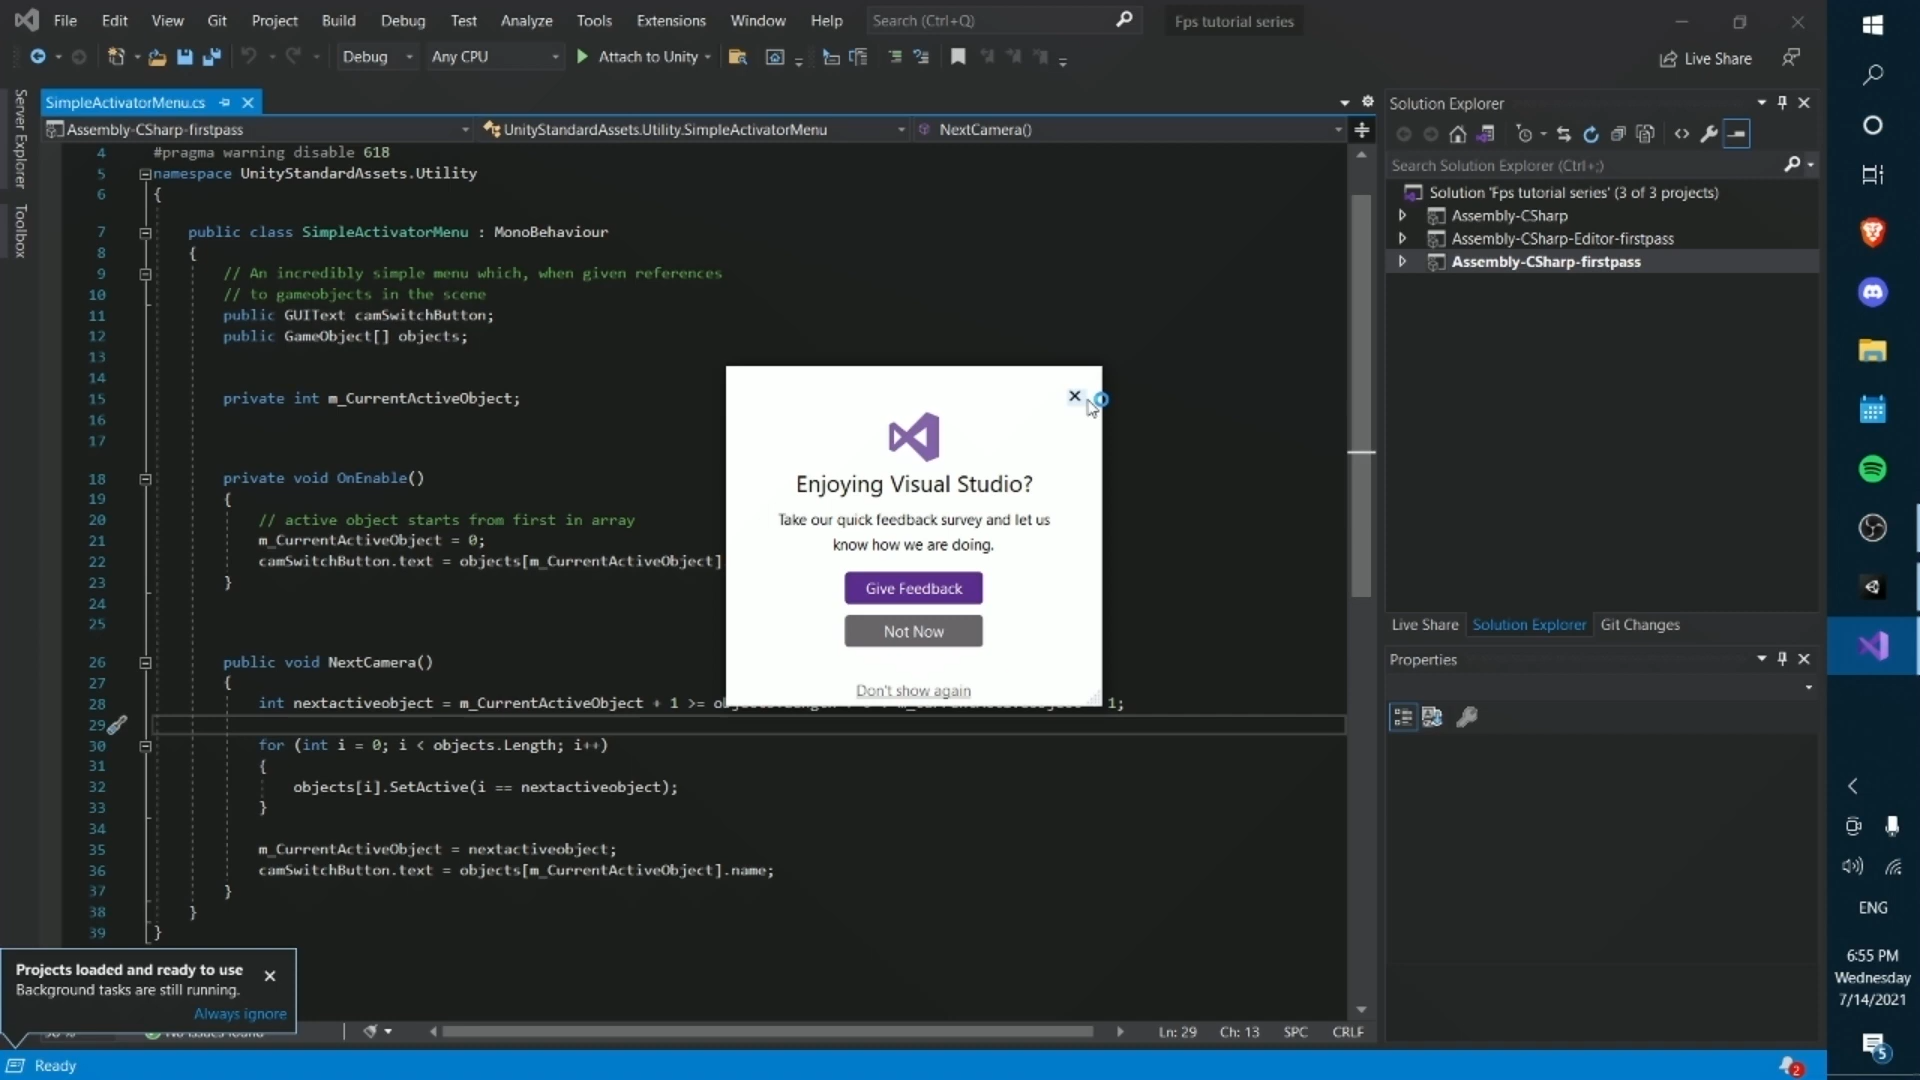 File Edit View Git Project Build Debug Test Analyze Tools Extensions Window Help Search (Ctrl+Q) Fps tutorial series
Debug Any CPU Attach to Unity Live Share
Server Explorer
Toolbox
SimpleActivatorMenu.cs
Assembly-CSharp-firstpass UnityStandardAssets.Utility.SimpleActivatorMenu NextCamera()
4 #pragma warning disable 618
5 namespace UnityStandardAssets.Utility
6 {
7 public class SimpleActivatorMenu : MonoBehaviour
8 {
9 // An incredibly simple menu which, when given references
10 // to gameobjects in the scene
11 public GUIText camSwitchButton;
12 public GameObject[] objects;
13
14
15 private int m_CurrentActiveObject;
16
17
18 private void OnEnable()
19 {
20 // active object starts from first in array
21 m_CurrentActiveObject = 0;
22 camSwitchButton.text = objects[m_CurrentActiveObject]
23 }
24
25
26 public void NextCamera()
27 {
28 int nextactiveobject = m_CurrentActiveObject + 1 >= 1;
29
30 for (int i = 0; i < objects.Length; i++)
31 {
32 objects[i].SetActive(i == nextactiveobject);
33 }
34
35 m_CurrentActiveObject = nextactiveobject;
36 camSwitchButton.text = objects[m_CurrentActiveObject].name;
37 }
38 }
39 }
Enjoying Visual Studio?
Take our quick feedback survey and let us
know how we are doing.
Give Feedback
Not Now
Don't show again
Projects loaded and ready to use
Background tasks are still running.
Always ignore
Ln: 29 Ch: 13 SPC CRLF
Ready
2
Solution Explorer
Search Solution Explorer (Ctrl+;)
Solution 'Fps tutorial series' (3 of 3 projects)
Assembly-CSharp
Assembly-CSharp-Editor-firstpass
Assembly-CSharp-firstpass
Live Share Solution Explorer Git Changes
Properties
ENG
6:55 PM
Wednesday
7/14/2021
5